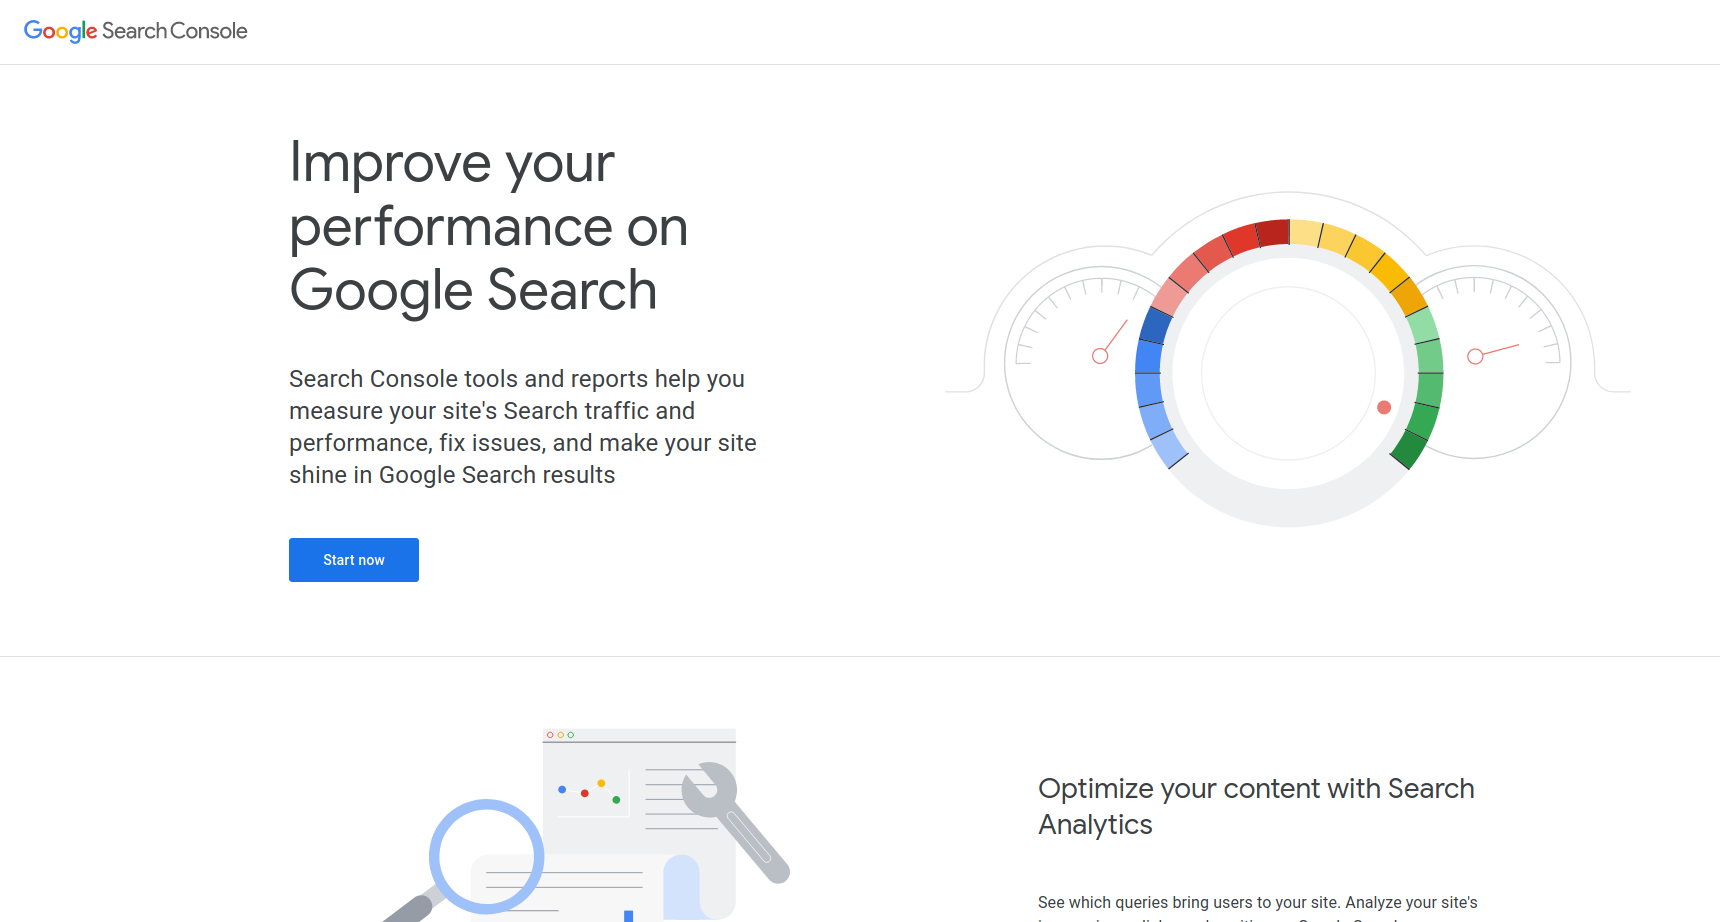 Google Search Console
Improve your
performance on
Google Search
Search Console tools and reports help you
measure your site's Search traffic and
performance, fix issues, and make your site
shine in Google Search results
Start now
Optimize your content with Search
Analytics
See which queries bring users to your site. Analyze your site's